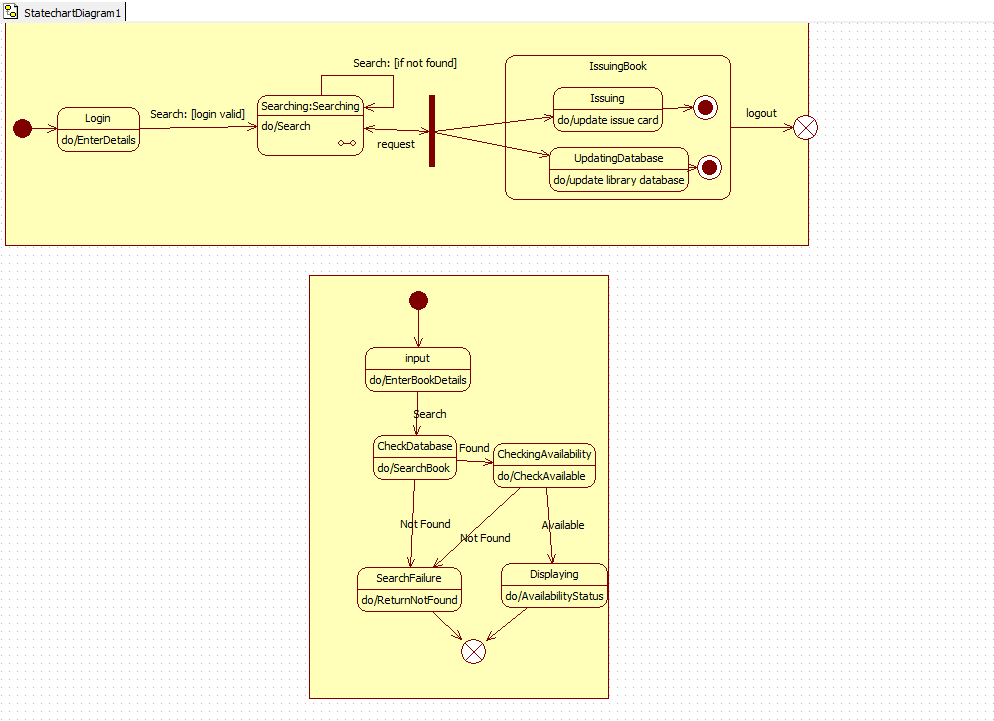 StatechartDiagram1
Search: [if not found]
IssuingBook
Login
do/EnterDetails
Search: [login valid]
Searching:Searching
do/Search
request
Issuing
do/update issue card
UpdatingDatabase
do/update library database
logout
input
do/EnterBookDetails
Search
CheckDatabase
do/SearchBook
Found
CheckingAvailability
do/CheckAvailable
Not Found
Not Found
Available
SearchFailure
do/ReturnNotFound
Displaying
do/AvailabilityStatus